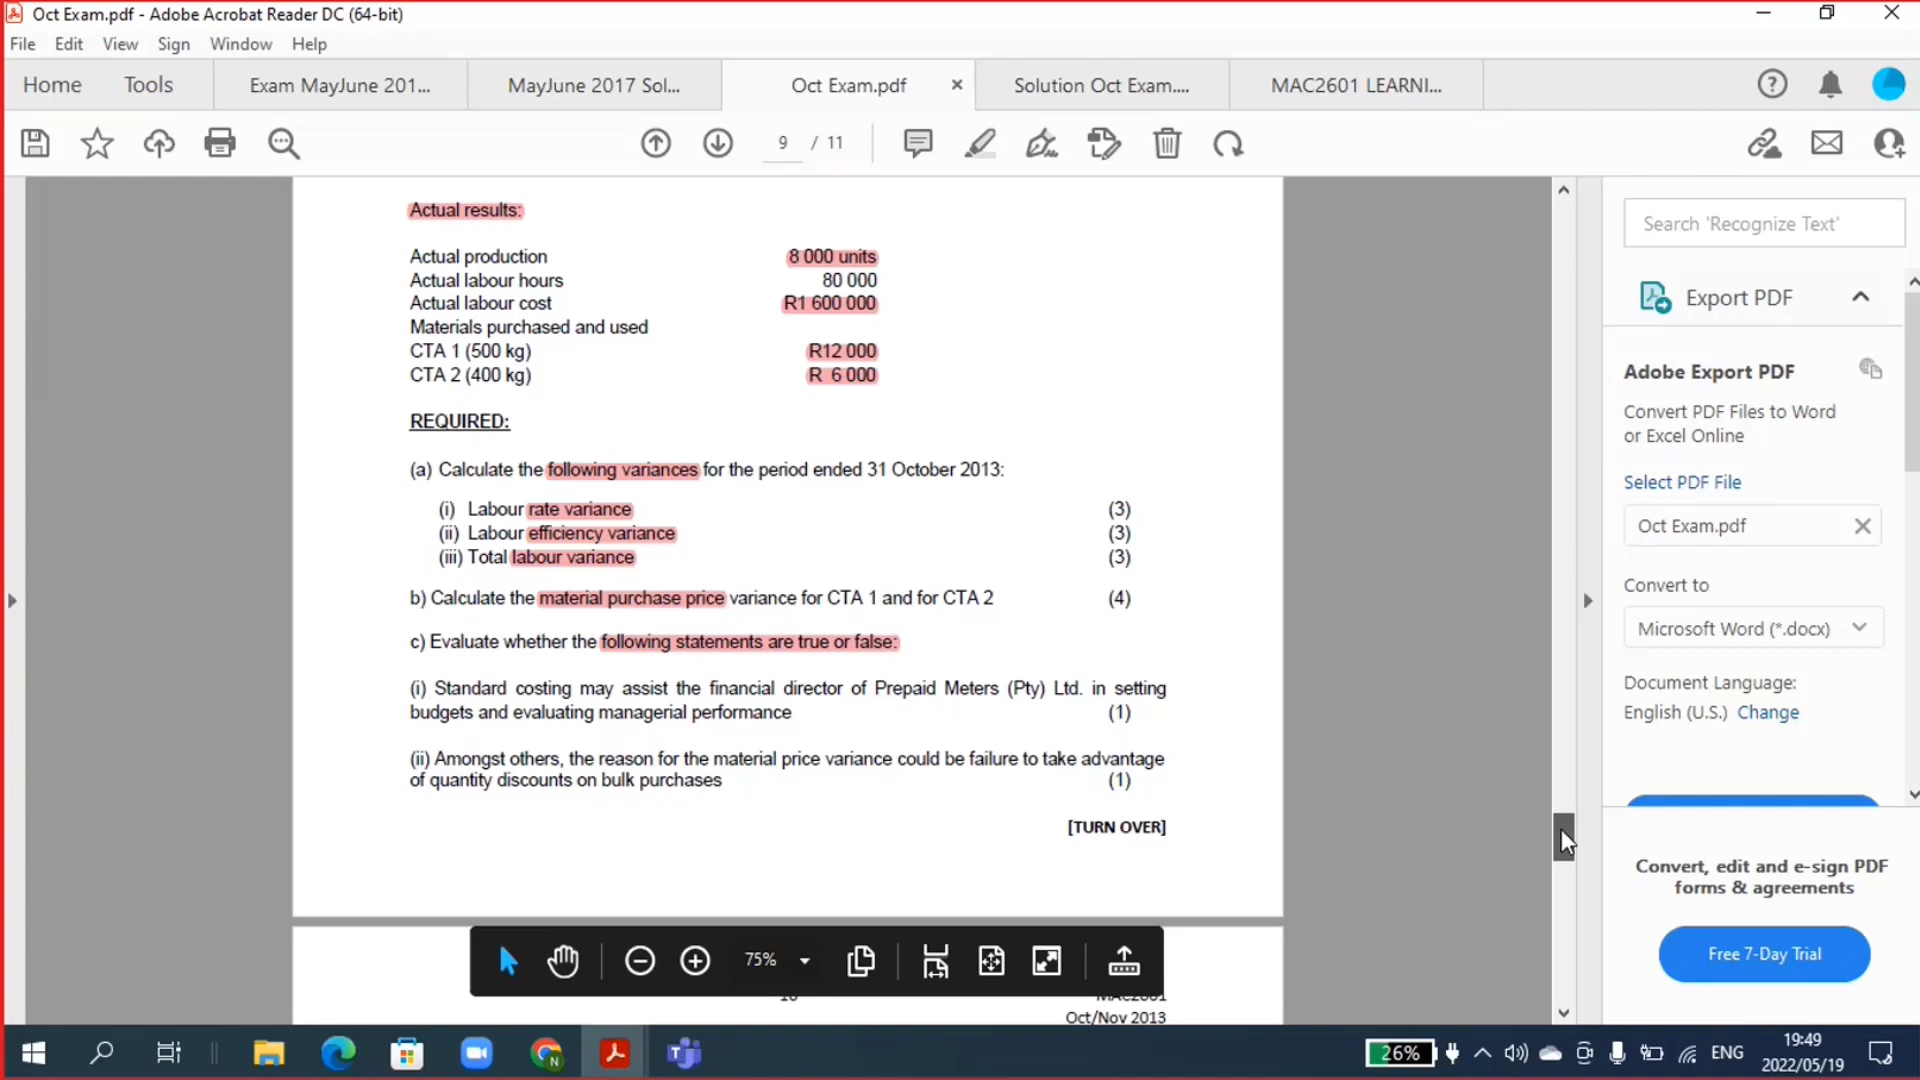 Oct Exam.pdf - Adobe Acrobat Reader DC (64-bit)
File Edit View Sign Window Help
Home Tools Exam MayJune 201... MayJune 2017 Sol... Oct Exam.pdf Solution Oct Exam.... MAC2601 LEARNI...
9 / 11
Actual results:
Actual production 8 000 units
Actual labour hours 80 000
Actual labour cost R1 600 000
Materials purchased and used
CTA 1 (500 kg) R12 000
CTA 2 (400 kg) R 6 000
REQUIRED:
(a) Calculate the following variances for the period ended 31 October 2013:
(i) Labour rate variance (3)
(ii) Labour efficiency variance (3)
(iii) Total labour variance (3)
b) Calculate the material purchase price variance for CTA 1 and for CTA 2 (4)
c) Evaluate whether the following statements are true or false:
(i) Standard costing may assist the financial director of Prepaid Meters (Pty) Ltd. in setting
budgets and evaluating managerial performance (1)
(ii) Amongst others, the reason for the material price variance could be failure to take advantage
of quantity discounts on bulk purchases (1)
[TURN OVER]
75%
10 MAC2601
Oct/Nov 2013
Search 'Recognize Text'
Export PDF
Adobe Export PDF
Convert PDF Files to Word
or Excel Online
Select PDF File
Oct Exam.pdf
Convert to
Microsoft Word (*.docx)
Document Language:
English (U.S.) Change
Convert, edit and e-sign PDF
forms & agreements
Free 7-Day Trial
26% ENG 19:49
2022/05/19